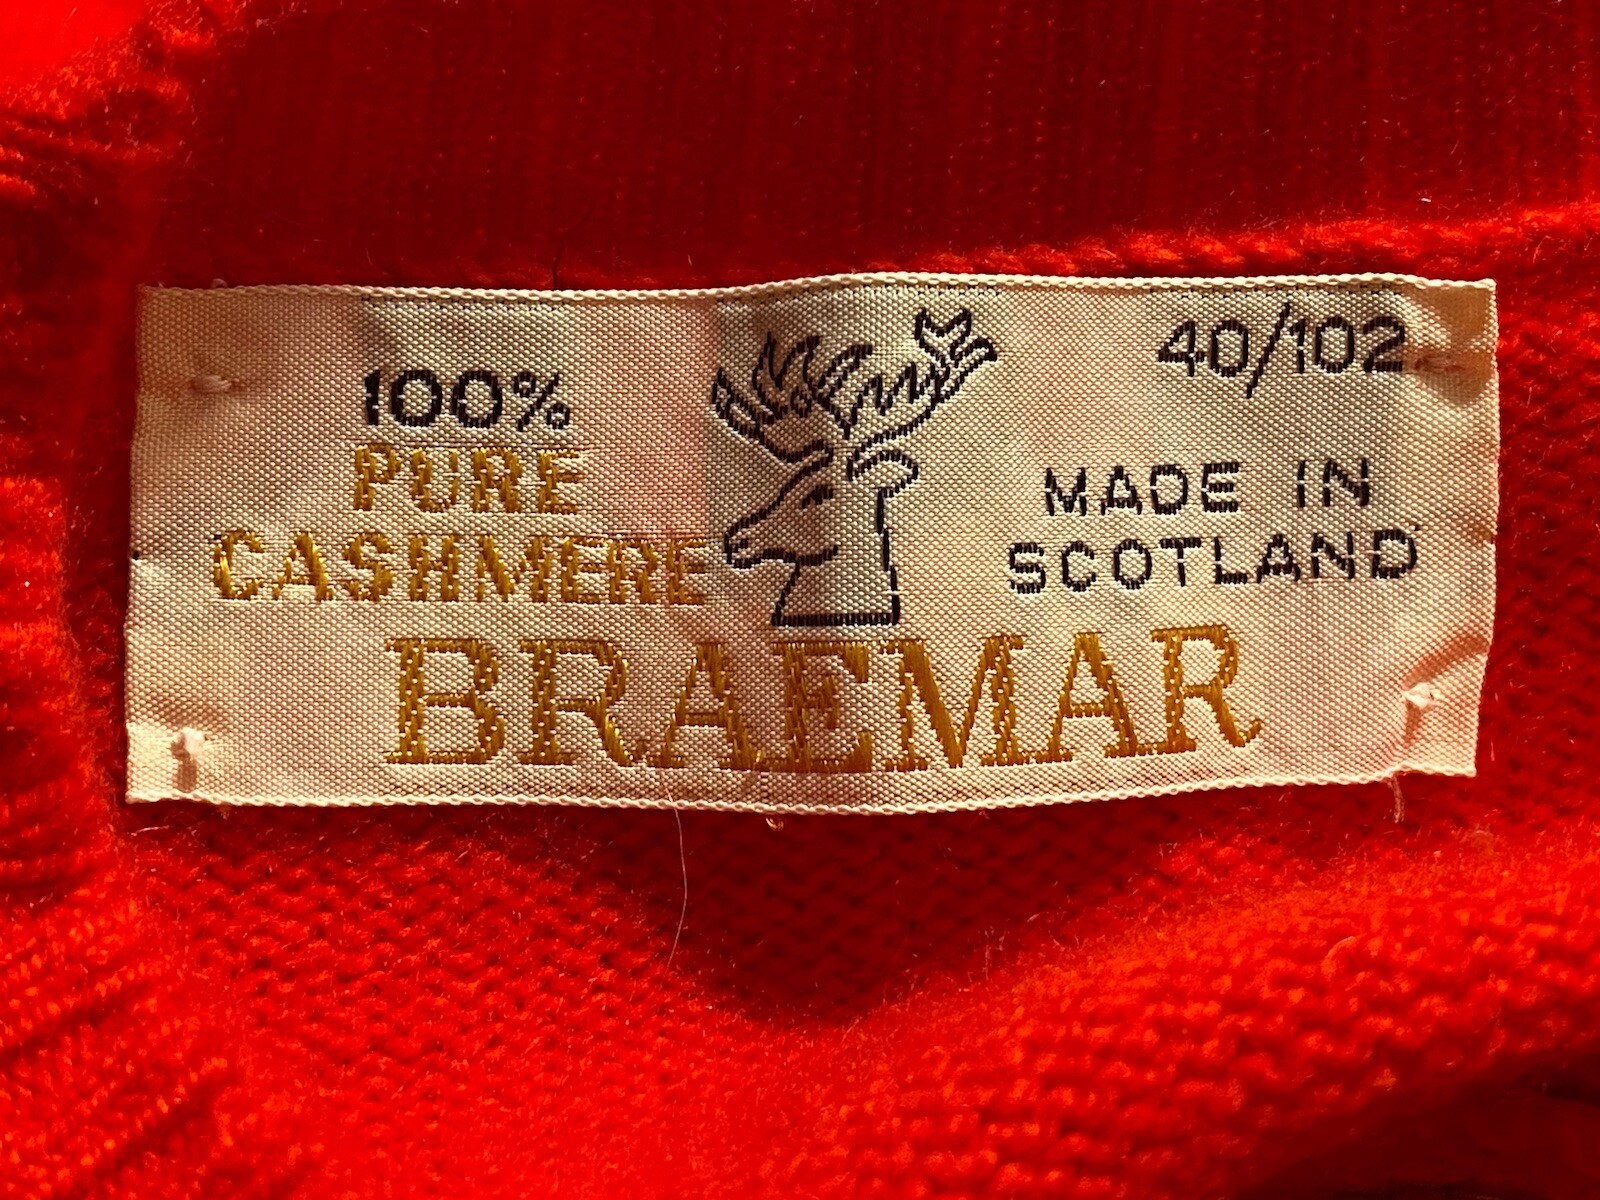 100%
PURE
CASHMERE
40/102
MADE IN
SCOTLAND
BRAEMAR